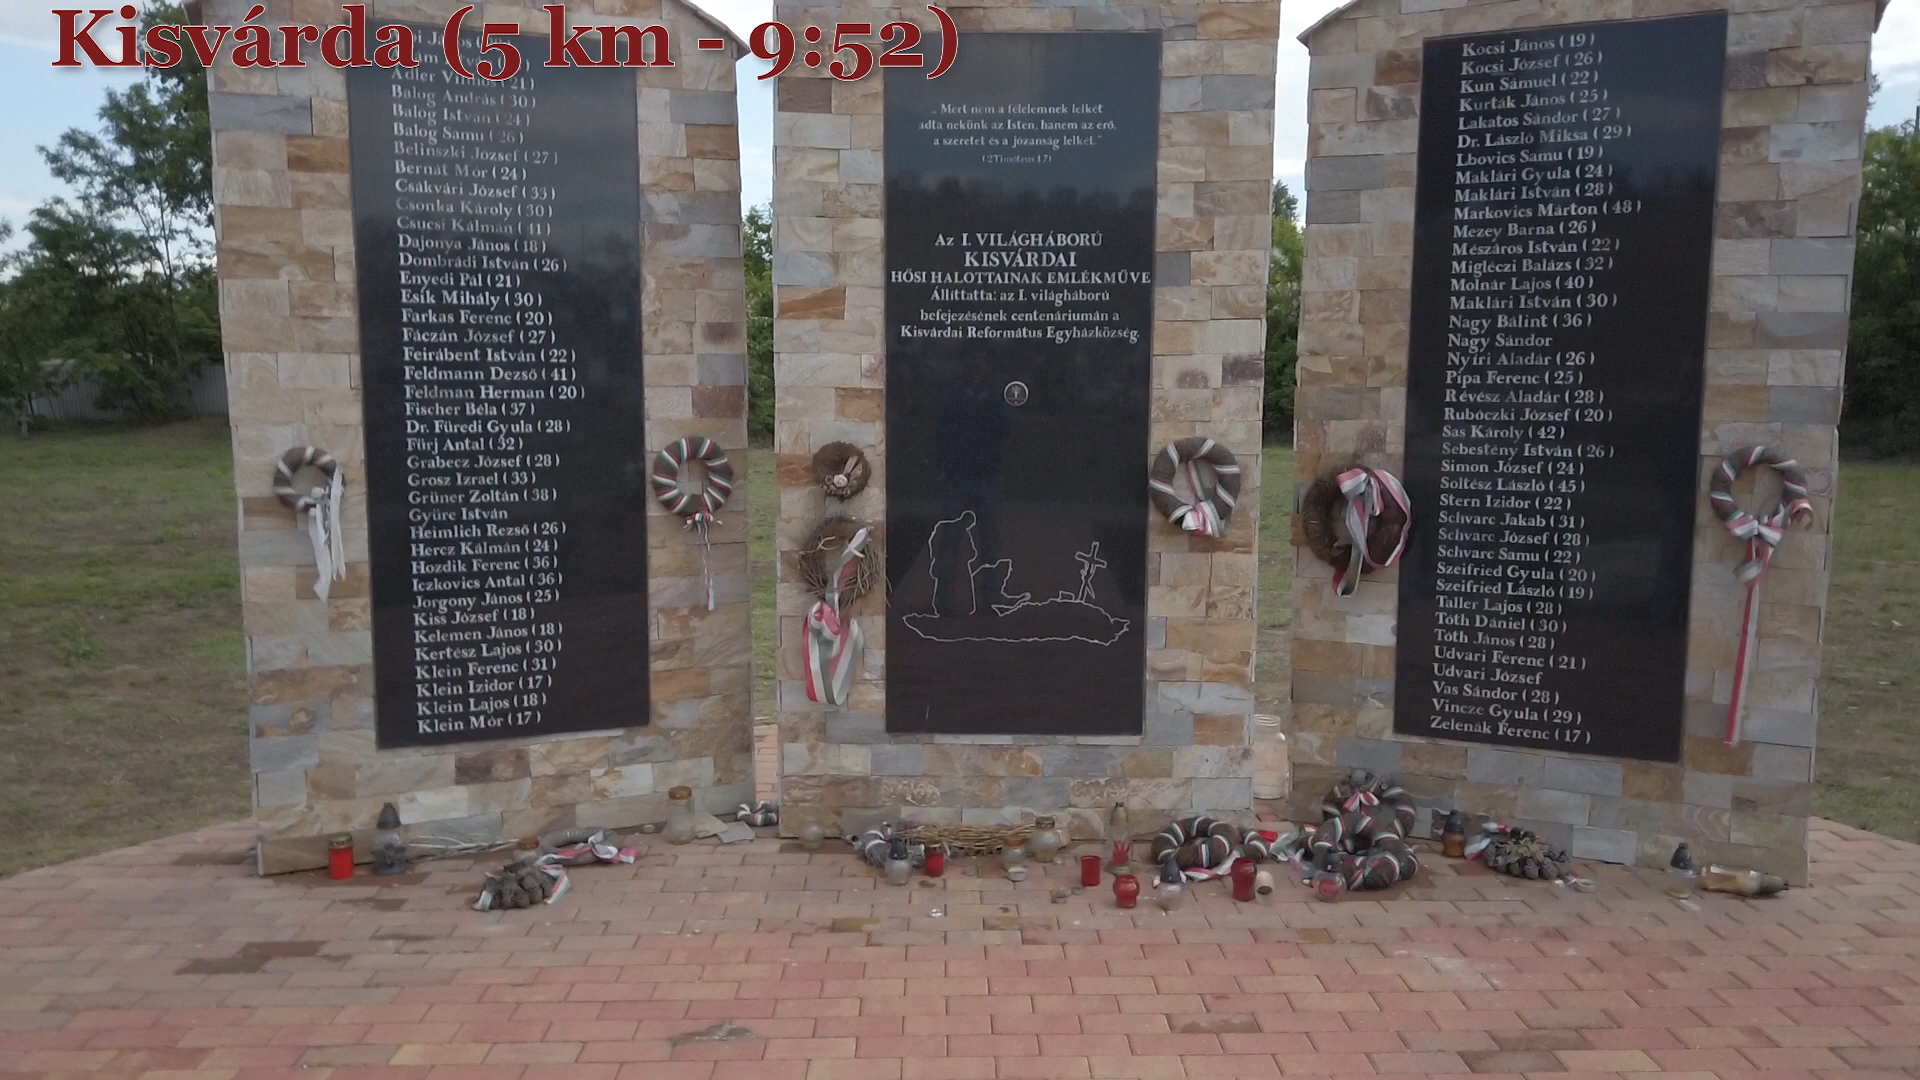 Kisvárda (5 km - 9:52)
Adler Vilmos (21)
Balog András (30)
Balog István (24)
Balog Samu (26)
Belinszki József (27)
Bernát Mór (24)
Csákvári József (33)
Csonka Károly (30)
Csucsi Kálmán (41)
Dajonya János (18)
Dombrádi István (26)
Enyedi Pál (21)
Esik Mihály (30)
Farkas Ferenc (20)
Fáczán József (27)
Feirábent István (22)
Feldmann Dezső (41)
Feldman Herman (20)
Fischer Béla (37)
Dr. Füredi Gyula (28)
Fürj Antal (32)
Grabecz József (28)
Grosz Izrael (33)
Grüner Zoltán (38)
Gyüre István
Heimlich Rezső (26)
Hercz Kálmán (24)
Hozdik Ferenc (36)
Iczkovics Antal (36)
Jorgony János (25)
Kiss József (18)
Kelemen János (18)
Kertész Lajos (30)
Klein Ferenc (31)
Klein Izidor (17)
Klein Lajos (18)
Klein Mór (17)
„Mert nem a félelemnek lelkét
adta nekünk az Isten, hanem az erő,
a szeretet és a józanság lelkét."
(2Timóteus 1.7)
Az I. VILÁGHÁBORÚ
KISVÁRDAI
HŐSI HALOTTAINAK EMLÉKMŰVE
Állíttatta: az I. világháború
befejezésének centenáriumán a
Kisvárdai Református Egyházközség.
Kocsi János (19)
Kocsi József (26)
Kun Sámuel (22)
Kurták János (25)
Lakatos Sándor (27)
Dr. László Miksa (29)
Lbovics Samu (19)
Maklári Gyula (24)
Maklári István (28)
Markovics Márton (48)
Mezey Barna (26)
Mészáros István (22)
Migléczi Balázs (32)
Molnár Lajos (40)
Maklári István (30)
Nagy Bálint (36)
Nagy Sándor
Nyíri Aladár (26)
Pipa Ferenc (25)
Révész Aladár (28)
Rubóczki József (20)
Sas Károly (42)
Sebestény István (26)
Simon József (24)
Soltész László (45)
Stern Izidor (22)
Schvarc Jakab (31)
Schvarc József (28)
Schvarc Samu (22)
Szeifried Gyula (20)
Szeifried László (19)
Taller Lajos (28)
Tóth Dániel (30)
Tóth János (28)
Udvari Ferenc (21)
Udvari József
Vas Sándor (28)
Vincze Gyula (29)
Zelenák Ferenc (17)